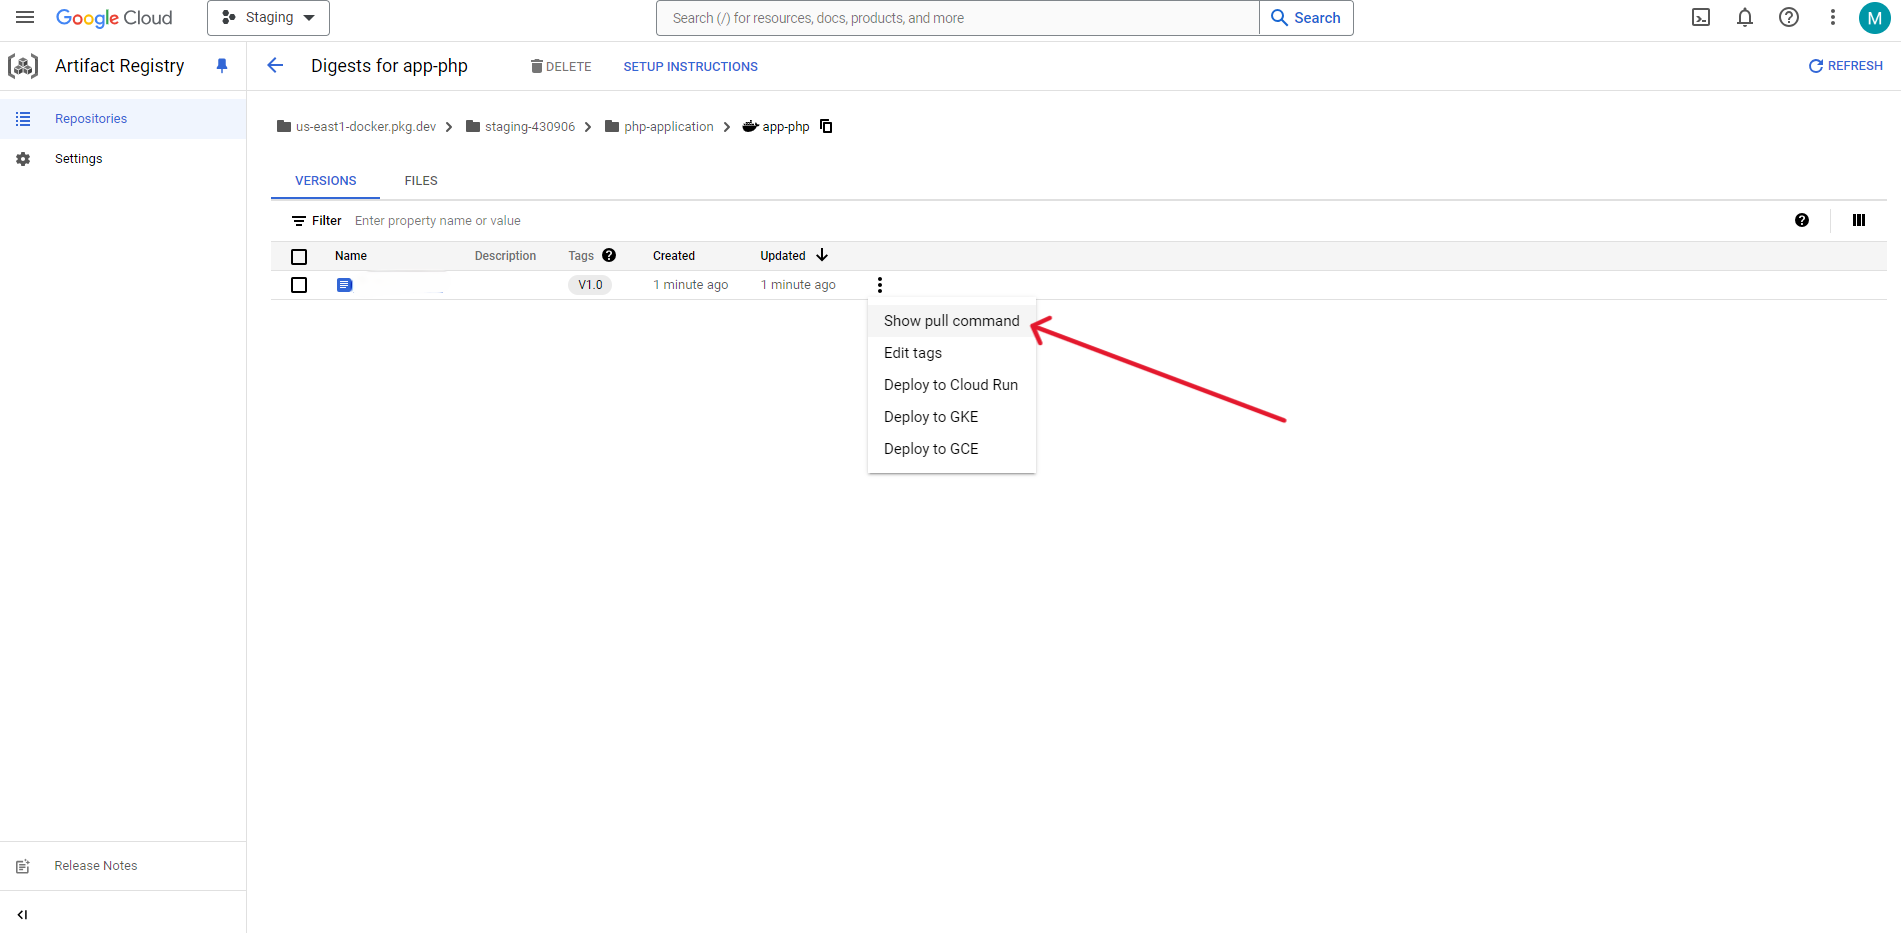 Google Cloud
Staging
Search (/) for resources, docs, products, and more
Search
M
Artifact Registry
Digests for app-php
DELETE
SETUP INSTRUCTIONS
REFRESH
Repositories
Settings
us-east1-docker.pkg.dev
staging-430906
php-application
app-php
VERSIONS
FILES
Filter
Enter property name or value
Name
Description
Tags
Created
Updated
V1.0
1 minute ago
1 minute ago
Show pull command
Edit tags
Deploy to Cloud Run
Deploy to GKE
Deploy to GCE
Release Notes